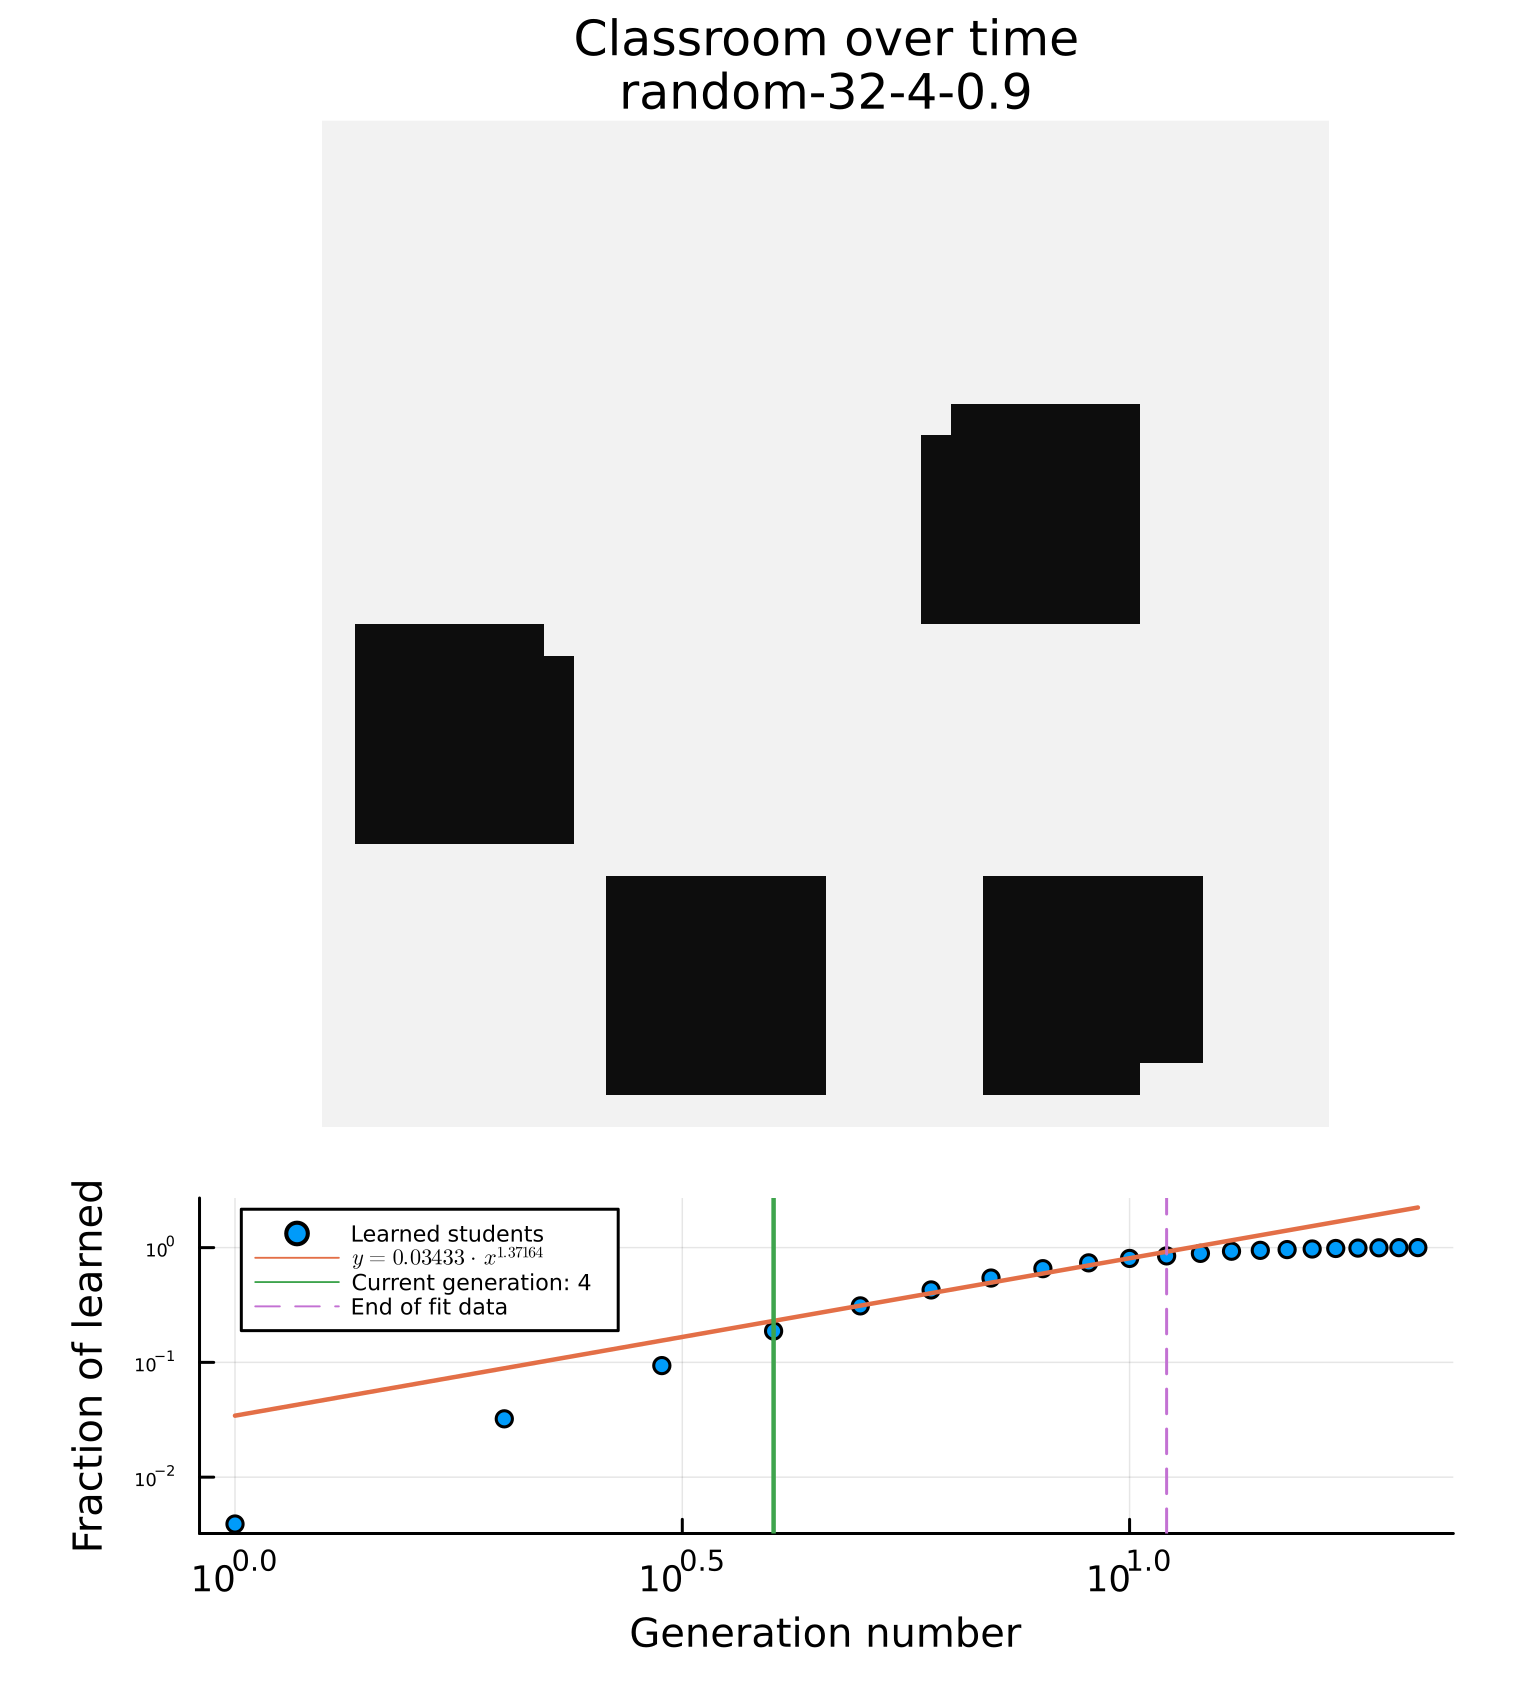 Classroom over time
random-32-4-0.9
Fraction of learned
Learned students
y = 0.03433 · x^1.37164
Current generation: 4
End of fit data
10^0
10^−1
10^−2
10^0.0
10^0.5
10^1.0
Generation number